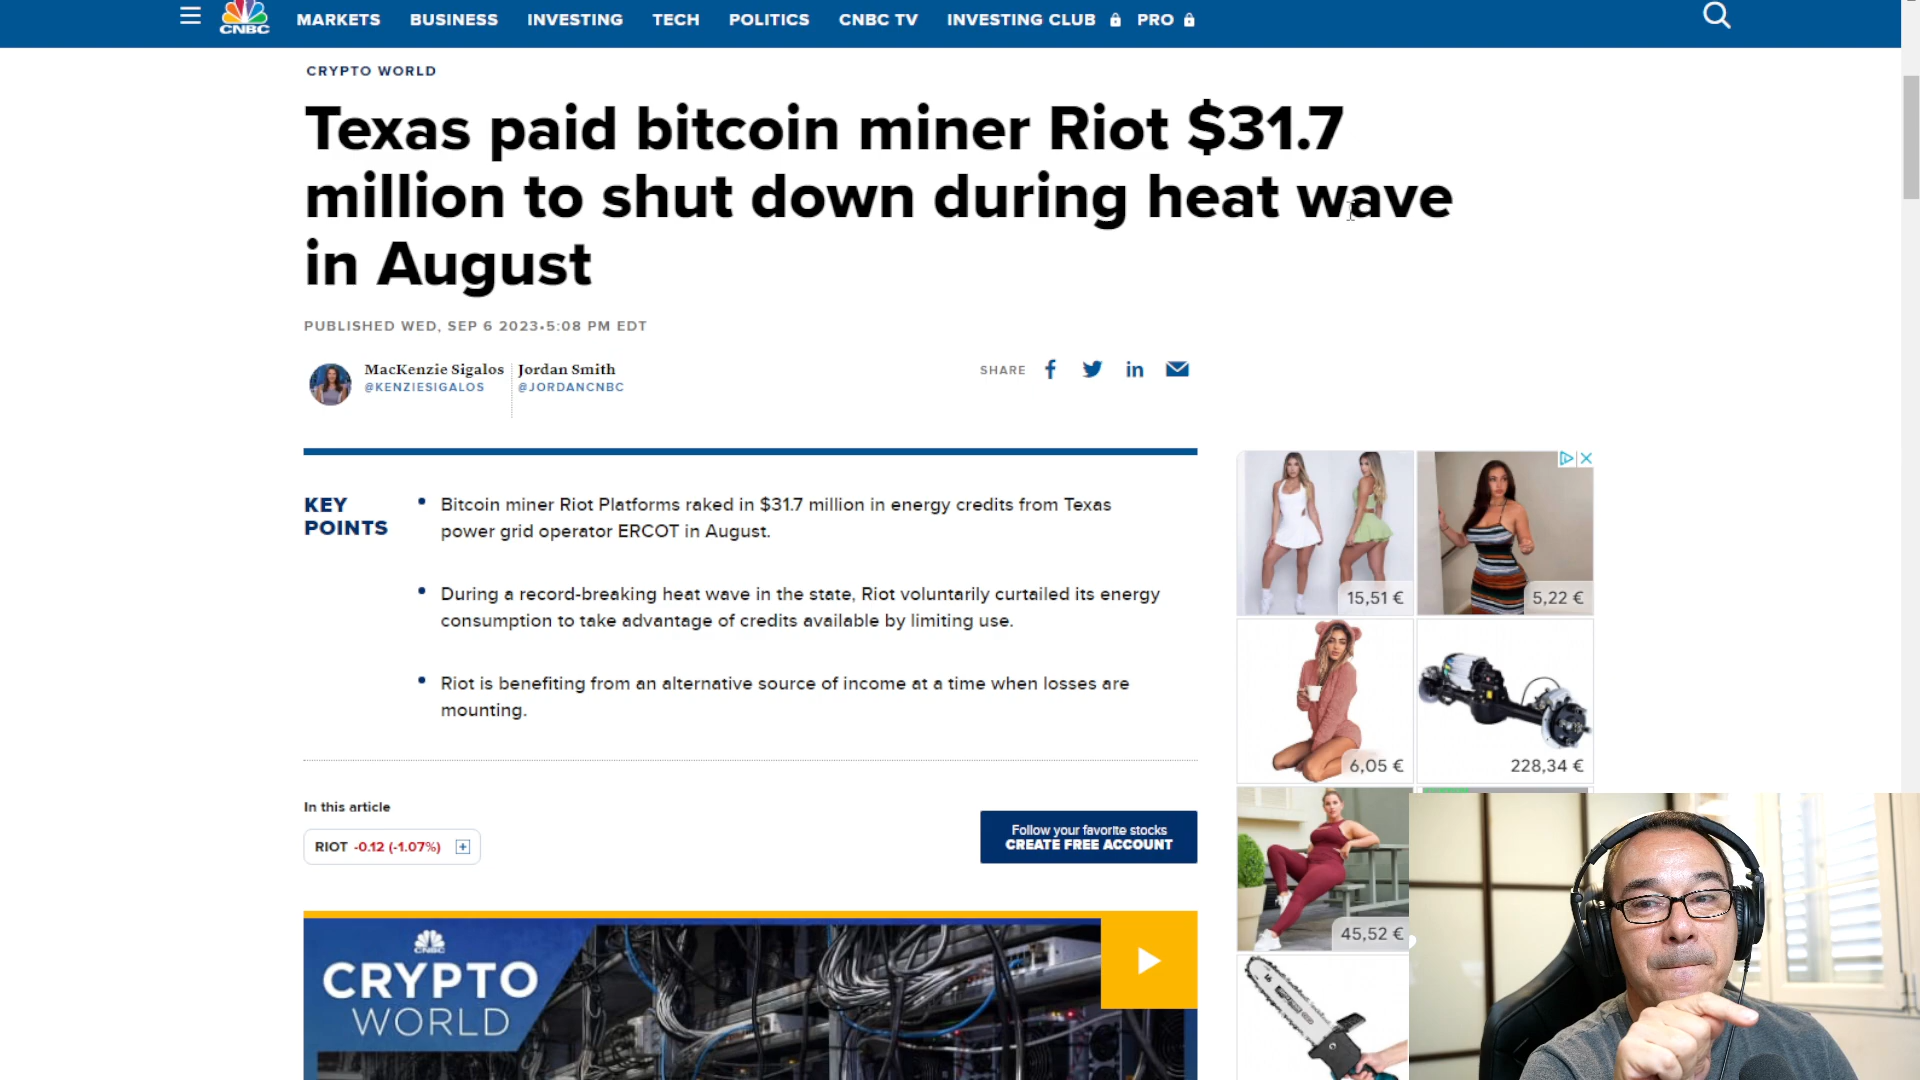 CNBC
MARKETS BUSINESS INVESTING TECH POLITICS CNBC TV INVESTING CLUB PRO
CRYPTO WORLD
Texas paid bitcoin miner Riot $31.7
million to shut down during heat wave
in August
PUBLISHED WED, SEP 6 2023•5:08 PM EDT
MacKenzie Sigalos
@KENZIESIGALOS
Jordan Smith
@JORDANCNBC
SHARE
KEY
POINTS
• Bitcoin miner Riot Platforms raked in $31.7 million in energy credits from Texas
power grid operator ERCOT in August.
• During a record-breaking heat wave in the state, Riot voluntarily curtailed its energy
consumption to take advantage of credits available by limiting use.
• Riot is benefiting from an alternative source of income at a time when losses are
mounting.
In this article
RIOT -0.12 (-1.07%)
Follow your favorite stocks
CREATE FREE ACCOUNT
15,51 €
5,22 €
6,05 €
228,34 €
45,52 €
CNBC
CRYPTO
WORLD